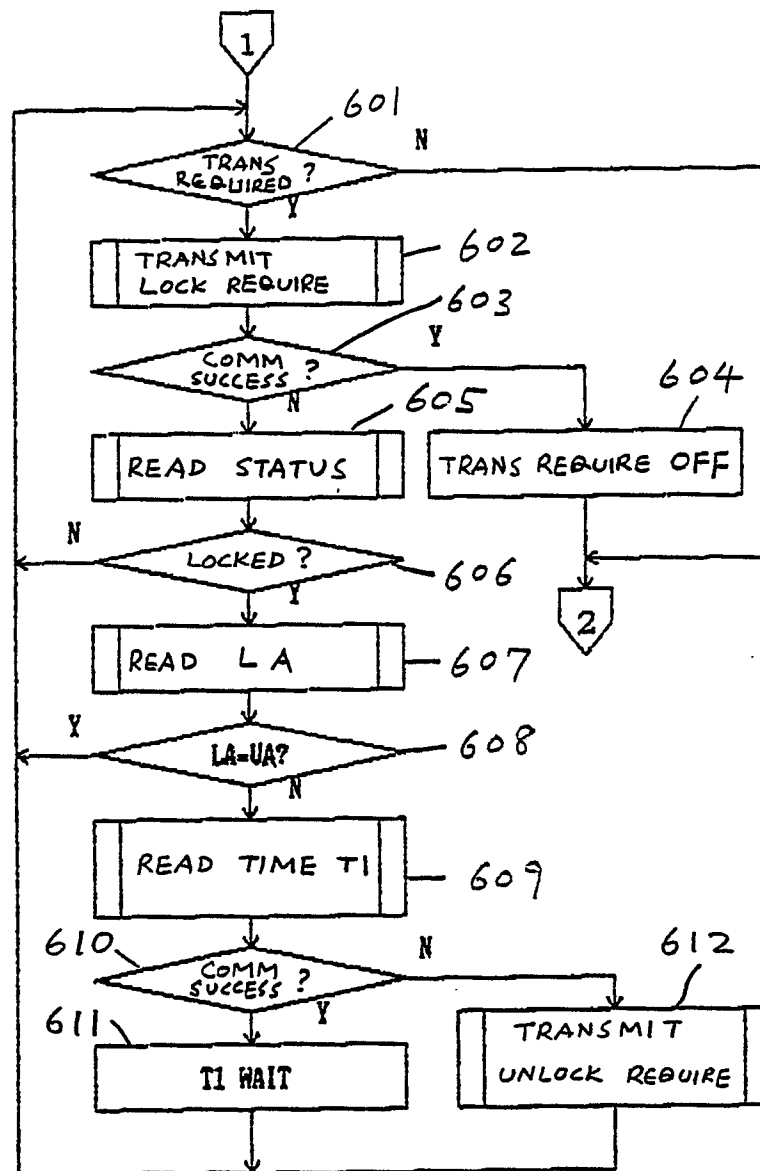 1
601
N
TRANS
REQUIRED ?
Y
TRANSMIT
LOCK REQUIRE
602
603
COMM
SUCCESS ?
Y
N
605
604
READ STATUS
TRANS REQUIRE OFF
N
LOCKED ?
606
Y
2
READ LA
607
Y
LA=UA?
608
N
READ TIME T1
609
610
COMM
SUCCESS ?
N
612
Y
611
T1 WAIT
TRANSMIT
UNLOCK REQUIRE